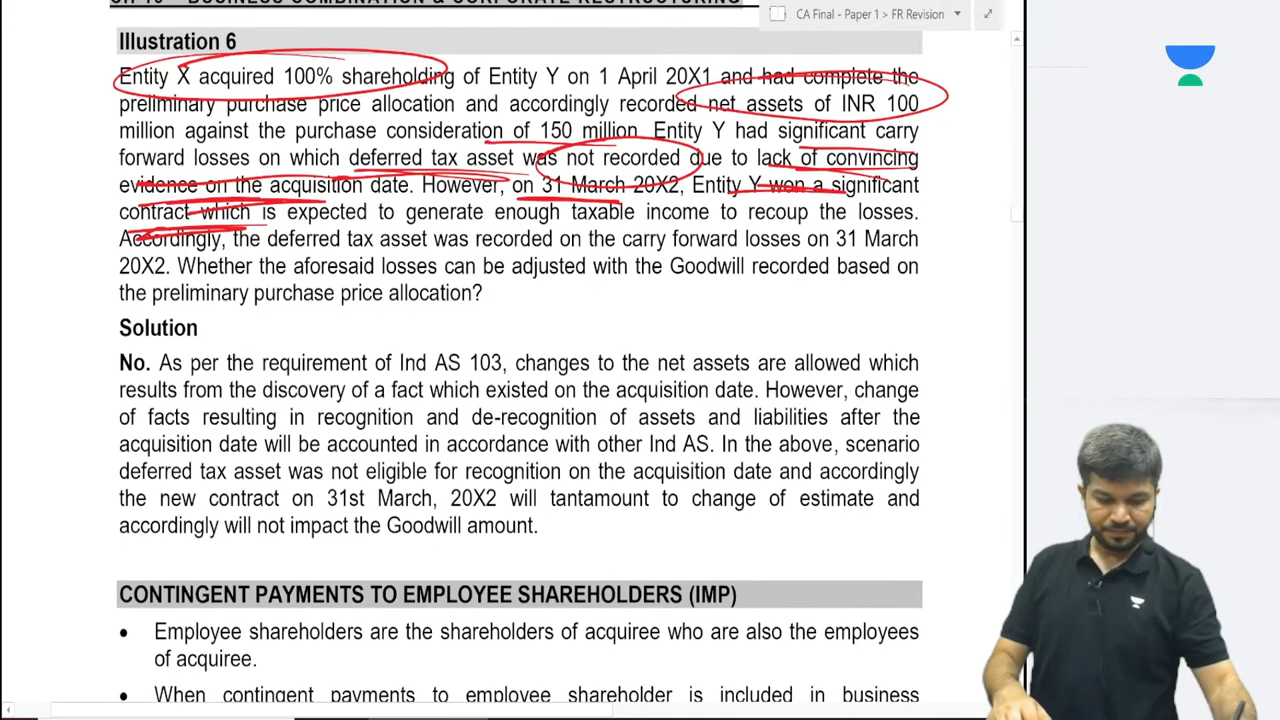 CH 10 – BUSINESS COMBINATION & CORPORATE RESTRUCTURING
CA Final - Paper 1 > FR Revision
Illustration 6
Entity X acquired 100% shareholding of Entity Y on 1 April 20X1 and had complete the
preliminary purchase price allocation and accordingly recorded net assets of INR 100
million against the purchase consideration of 150 million. Entity Y had significant carry
forward losses on which deferred tax asset was not recorded due to lack of convincing
evidence on the acquisition date. However, on 31 March 20X2, Entity Y won a significant
contract which is expected to generate enough taxable income to recoup the losses.
Accordingly, the deferred tax asset was recorded on the carry forward losses on 31 March
20X2. Whether the aforesaid losses can be adjusted with the Goodwill recorded based on
the preliminary purchase price allocation?
Solution
No. As per the requirement of Ind AS 103, changes to the net assets are allowed which
results from the discovery of a fact which existed on the acquisition date. However, change
of facts resulting in recognition and de-recognition of assets and liabilities after the
acquisition date will be accounted in accordance with other Ind AS. In the above, scenario
deferred tax asset was not eligible for recognition on the acquisition date and accordingly
the new contract on 31st March, 20X2 will tantamount to change of estimate and
accordingly will not impact the Goodwill amount.
CONTINGENT PAYMENTS TO EMPLOYEE SHAREHOLDERS (IMP)
• Employee shareholders are the shareholders of acquiree who are also the employees
of acquiree.
• When contingent payments to employee shareholder is included in business